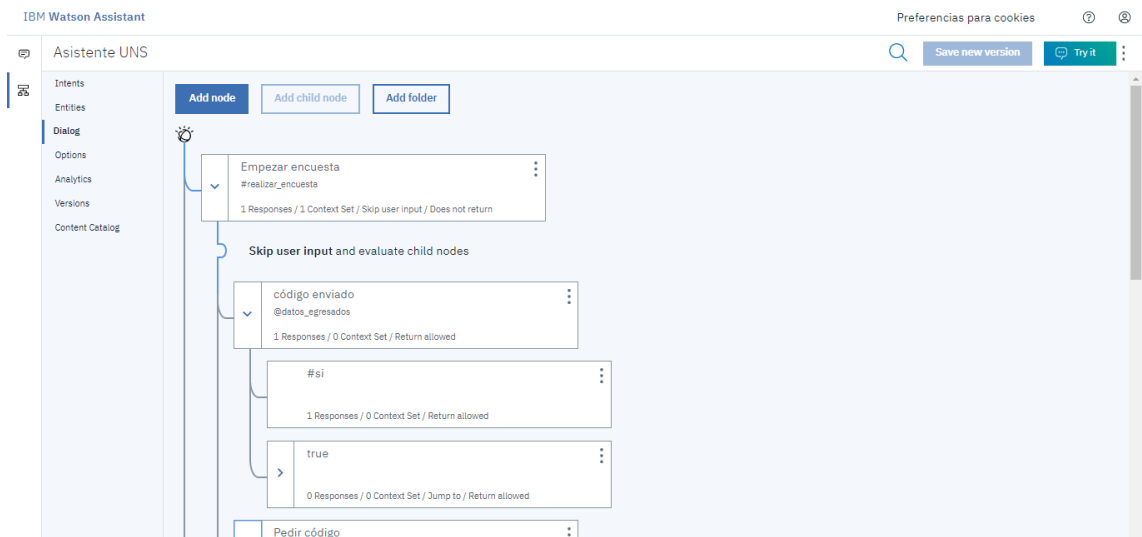 IBM Watson Assistant
Preferencias para cookies
Asistente UNS
Save new version
Try it
Intents
Entities
Dialog
Options
Analytics
Versions
Content Catalog
Add node
Add child node
Add folder
Empezar encuesta
#realizar_encuesta
1 Responses / 1 Context Set / Skip user input / Does not return
Skip user input and evaluate child nodes
código enviado
@datos_egresados
1 Responses / 0 Context Set / Return allowed
#si
1 Responses / 0 Context Set / Return allowed
true
0 Responses / 0 Context Set / Jump to / Return allowed
Pedir código